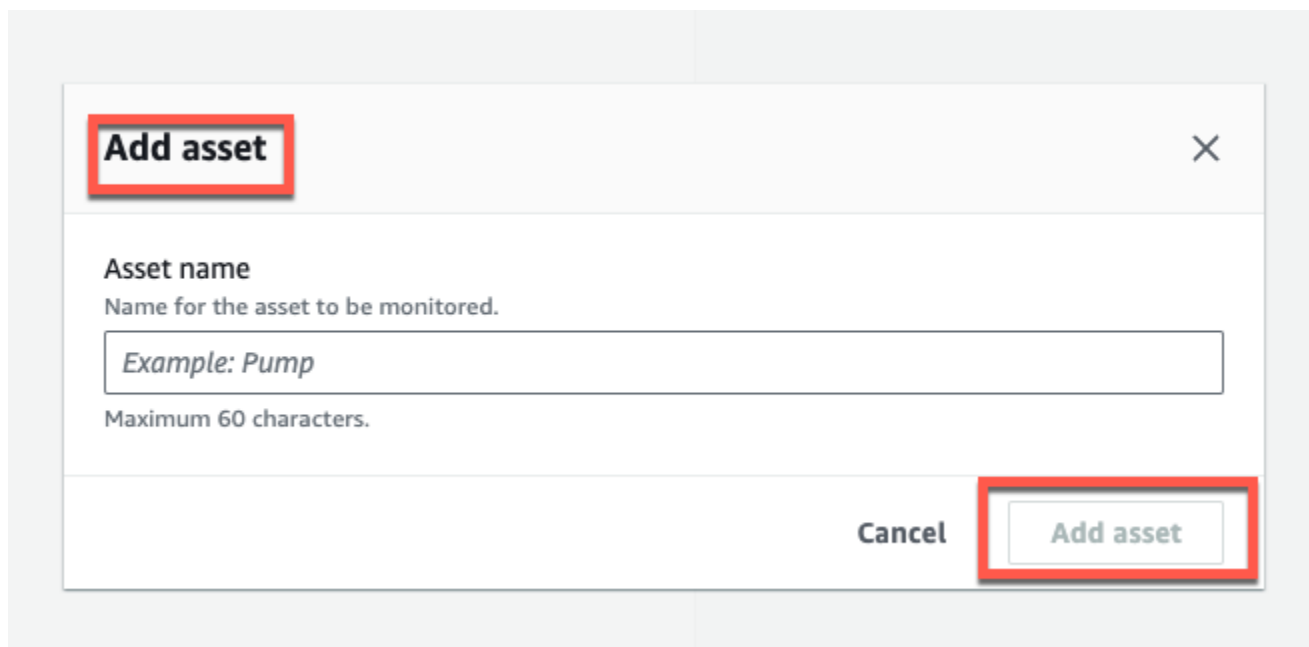 Add asset
Asset name
Name for the asset to be monitored.
Example: Pump
Maximum 60 characters.
Cancel Add asset